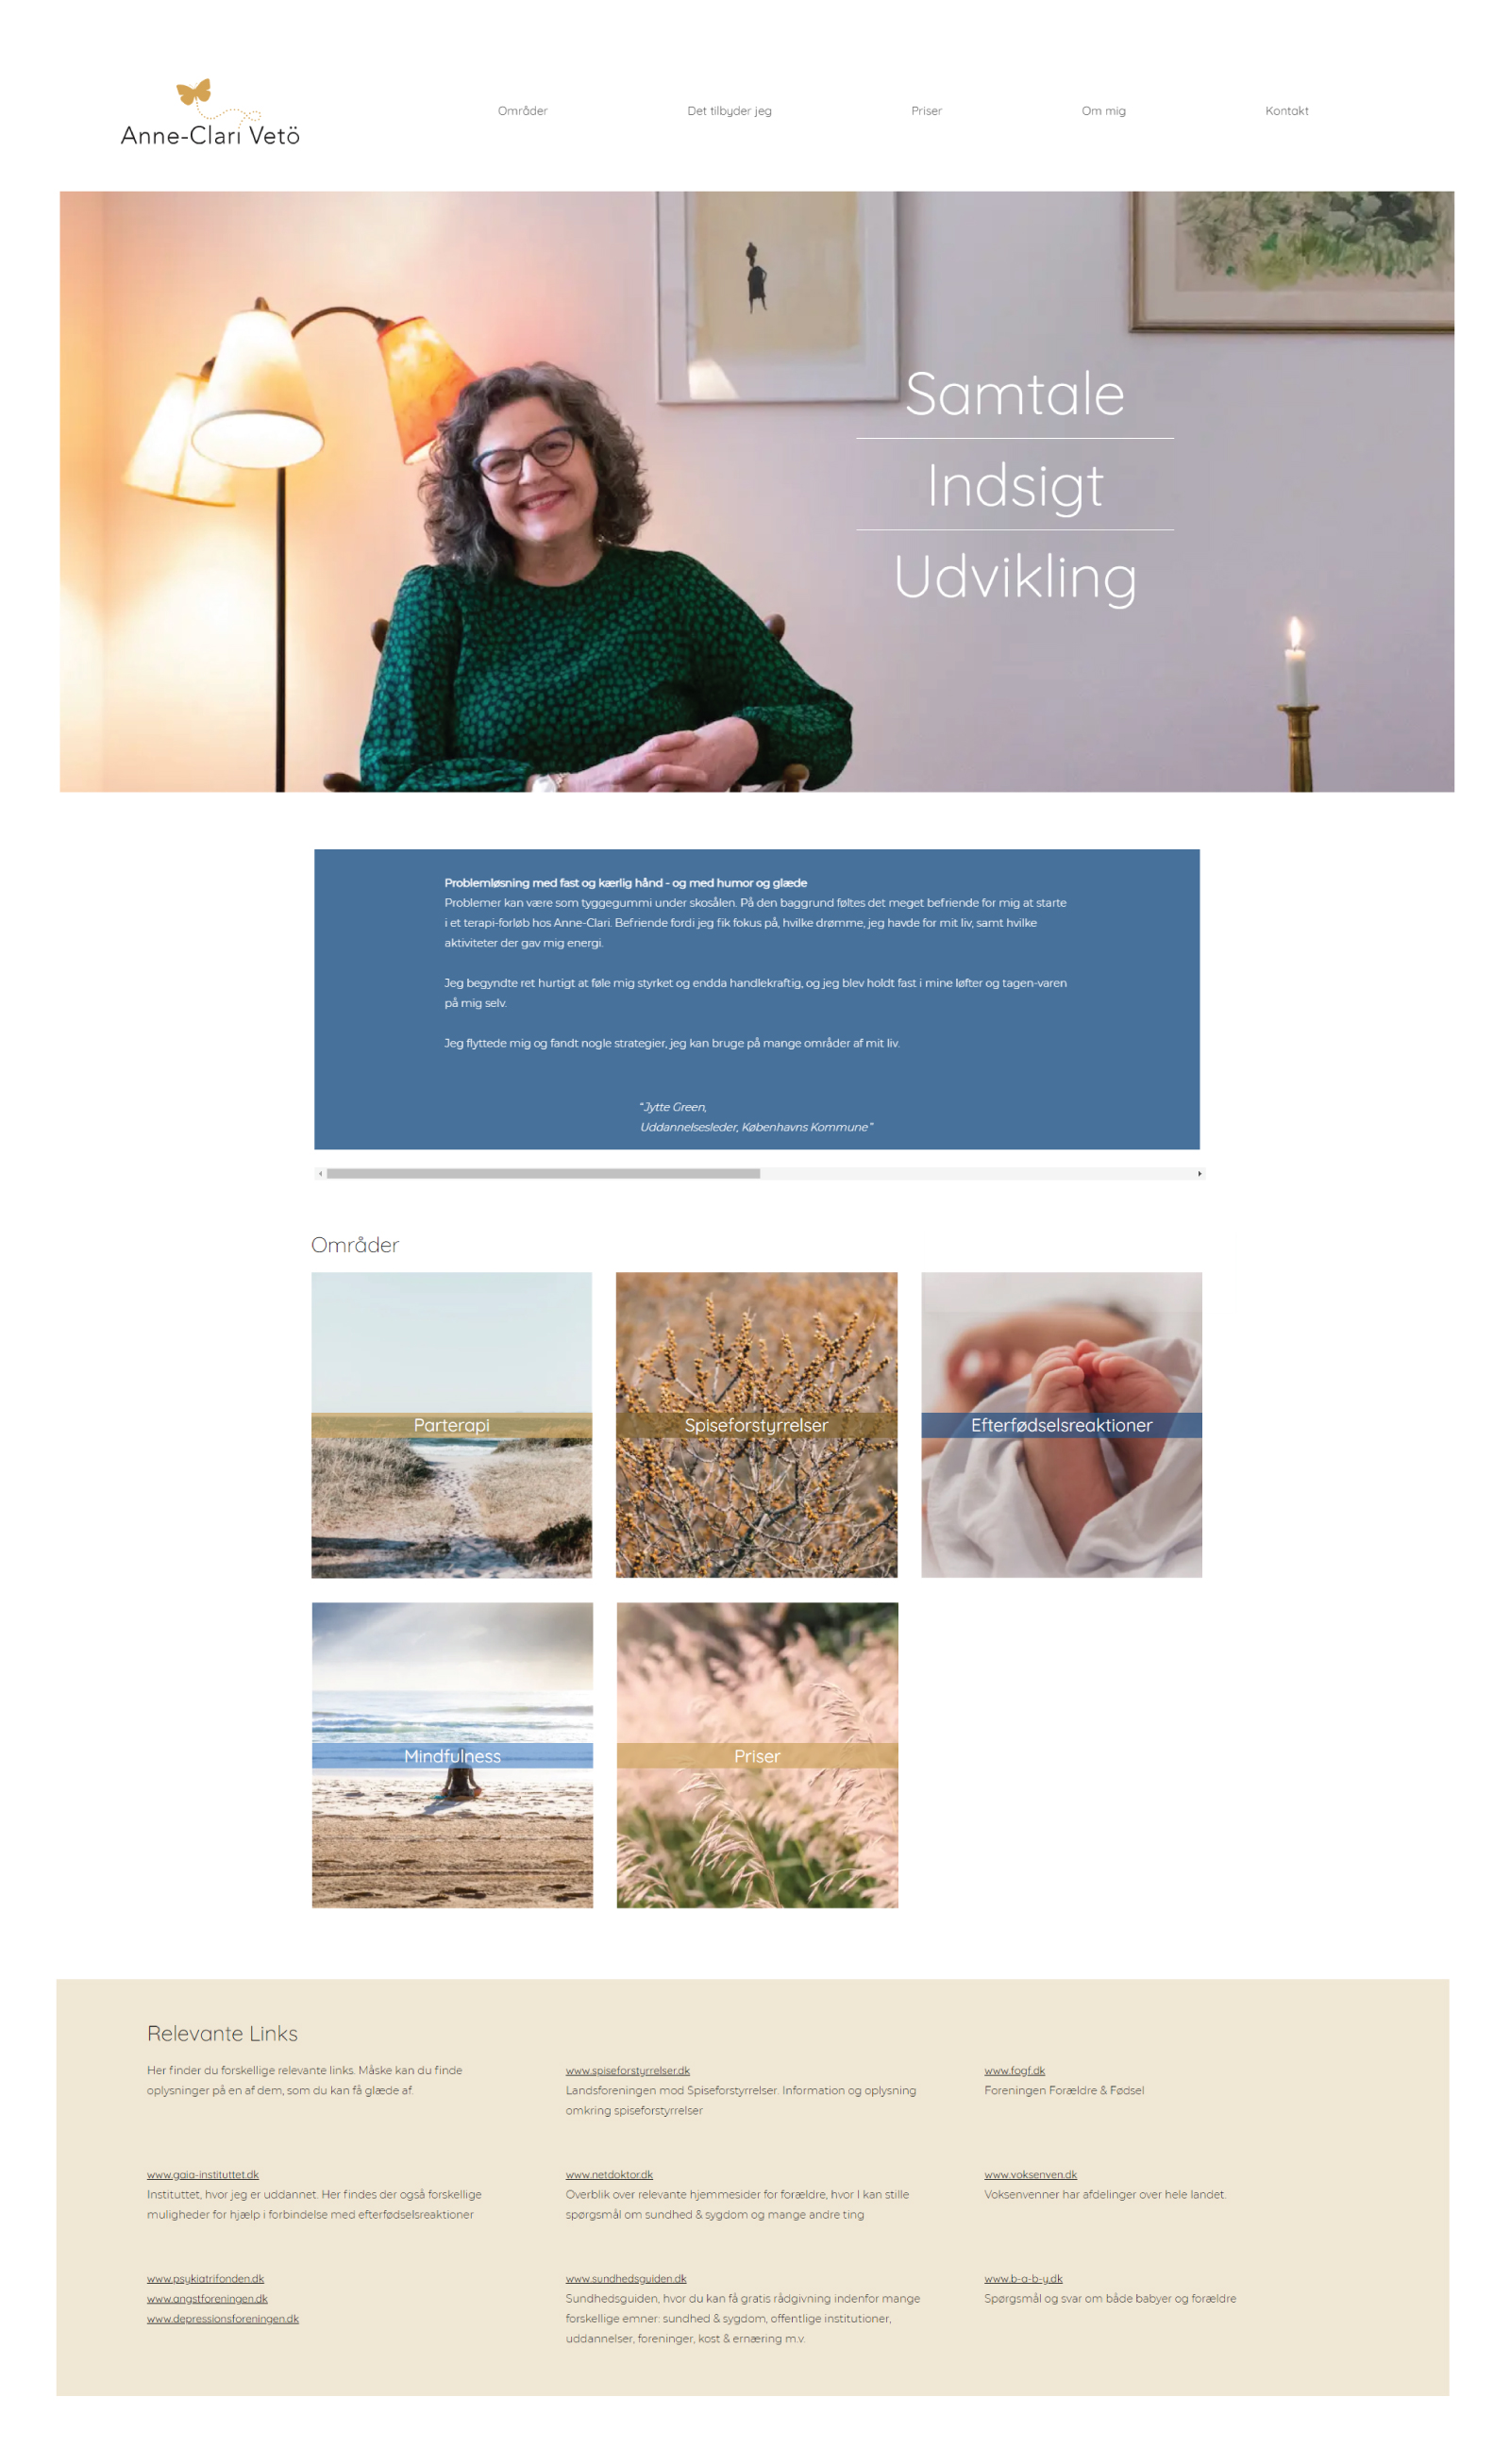 Anne-Clari Vetö
Områder
Det tilbyder jeg
Priser
Om mig
Kontakt
Samtale
Indsigt
Udvikling
Problemløsning med fast og kærlig hånd - og med humor og glæde
Problemer kan være som tyggegummi under skosålen. På den baggrund føltes det meget befriende for mig at starte
i et terapi-forløb hos Anne-Clari. Befriende fordi jeg fik fokus på, hvilke drømme, jeg havde for mit liv, samt hvilke
aktiviteter der gav mig energi.
Jeg begyndte ret hurtigt at føle mig styrket og endda handlekraftig, og jeg blev holdt fast i mine løfter og tagen-varen
på mig selv.
Jeg flyttede mig og fandt nogle strategier, jeg kan bruge på mange områder af mit liv.
“Jytte Green,
Uddannelsesleder, Københavns Kommune”
Områder
Parterapi
Spiseforstyrrelser
Efterfødselsreaktioner
Mindfulness
Priser
Relevante Links
Her finder du forskellige relevante links. Måske kan du finde
oplysninger på en af dem, som du kan få glæde af.
www.spiseforstyrrelser.dk
Landsforeningen mod Spiseforstyrrelser. Information og oplysning
omkring spiseforstyrrelser
www.fogf.dk
Foreningen Forældre & Fødsel
www.gaia-instituttet.dk
Instituttet, hvor jeg er uddannet. Her findes der også forskellige
muligheder for hjælp i forbindelse med efterfødselsreaktioner
www.netdoktor.dk
Overblik over relevante hjemmesider for forældre, hvor I kan stille
spørgsmål om sundhed & sygdom og mange andre ting
www.voksenven.dk
Voksenvenner har afdelinger over hele landet.
www.psykiatrifonden.dk
www.angstforeningen.dk
www.depressionsforeningen.dk
www.sundhedsguiden.dk
Sundhedsguiden, hvor du kan få gratis rådgivning indenfor mange
forskellige emner: sundhed & sygdom, offentlige institutioner,
uddannelser, foreninger, kost & ernæring m.v.
www.b-a-b-y.dk
Spørgsmål og svar om både babyer og forældre